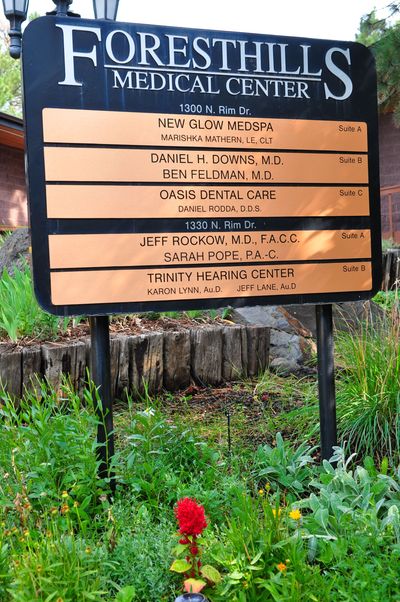 FORESTHILLS
MEDICAL CENTER
1300 N. Rim Dr.
NEW GLOW MEDSPA Suite A
MARISHKA MATHERN, LE, CLT
DANIEL H. DOWNS, M.D. Suite B
BEN FELDMAN, M.D.
OASIS DENTAL CARE Suite C
DANIEL RODDA, D.D.S.
1330 N. Rim Dr.
JEFF ROCKOW, M.D., F.A.C.C. Suite A
SARAH POPE, P.A.-C.
TRINITY HEARING CENTER Suite B
KARON LYNN, Au.D. JEFF LANE, Au.D